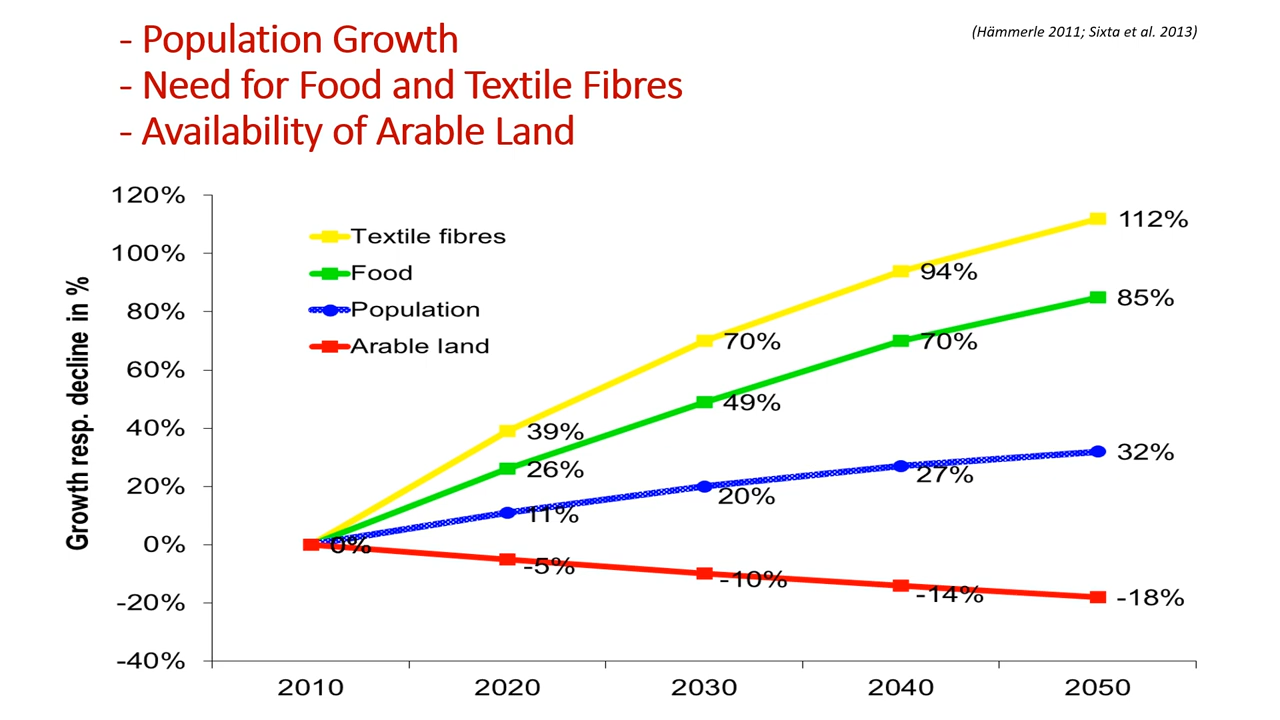 - Population Growth
- Need for Food and Textile Fibres
- Availability of Arable Land
(Hämmerle 2011; Sixta et al. 2013)
Growth resp. decline in %
120%
100%
80%
60%
40%
20%
0%
-20%
-40%
Textile fibres
Food
Population
Arable land
112%
94%
85%
70%
70%
49%
39%
26%
32%
27%
20%
11%
0%
-5%
-10%
-14%
-18%
2010 2020 2030 2040 2050